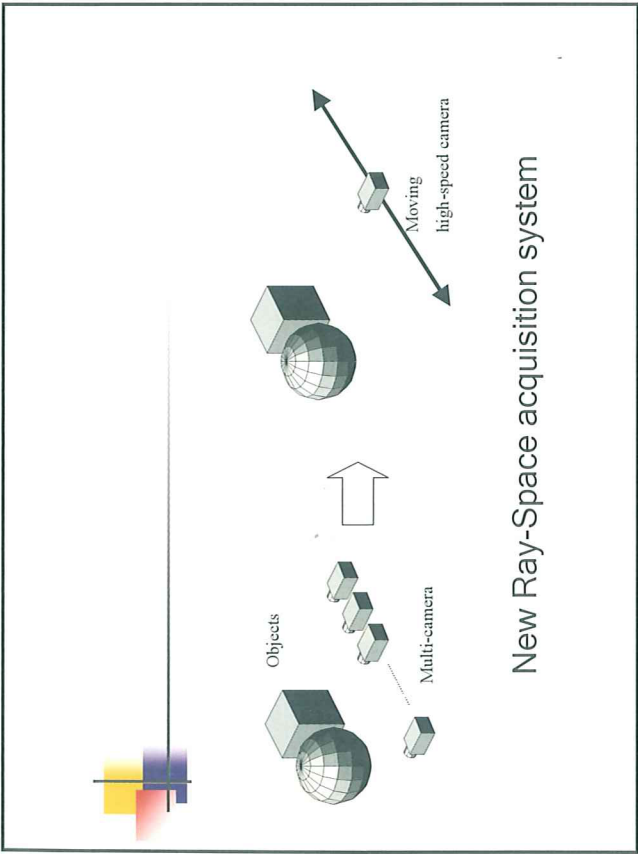 Objects
Multi-camera
Moving
high-speed camera
New Ray-Space acquisition system